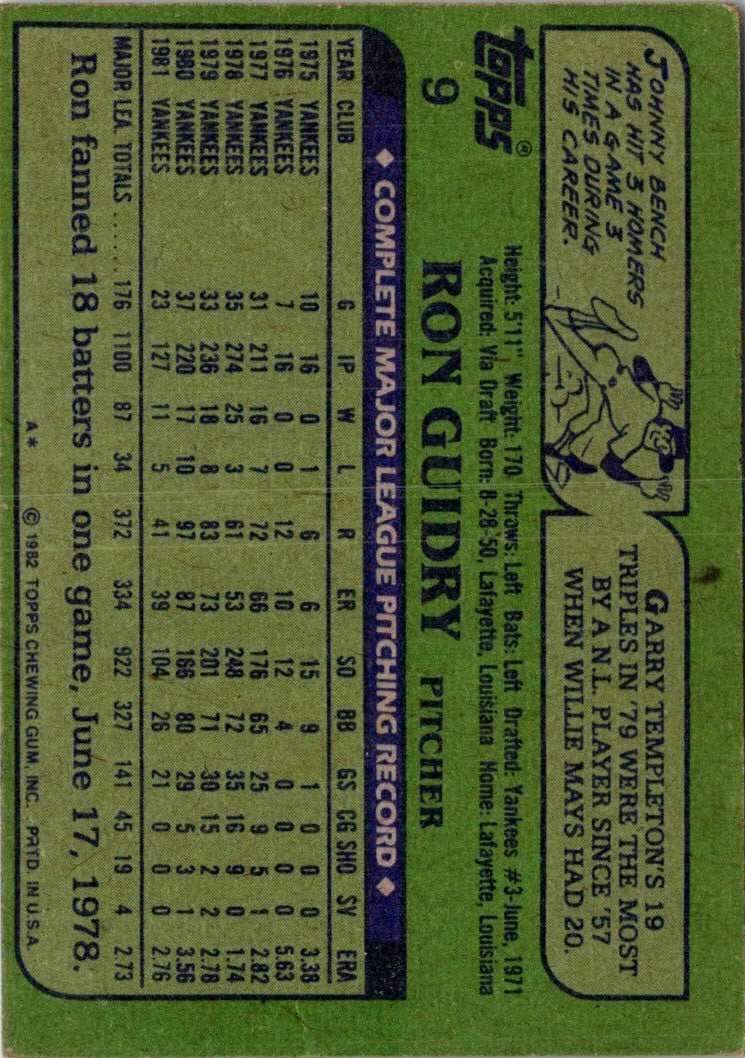 JOHNNY BENCH
HAS HIT 3 HOMERS
IN A GAME 3
TIMES DURING
HIS CAREER.
GARRY TEMPLETON'S 19
TRIPLES IN '79 WERE THE MOST
BY A N.L. PLAYER SINCE '57
WHEN WILLIE MAYS HAD 20.
topps®
9
Height: 5'11" Weight: 170 Throws: Left Bats: Left Drafted: Yankees #3-June, 1971
Acquired: Via Draft Born: 8-28-50, Lafayette, Louisiana Home: Lafayette, Louisiana
RON GUIDRY PITCHER
◆ COMPLETE MAJOR LEAGUE PITCHING RECORD ◆
YEAR CLUB G IP W L R ER SO BB GS CG SHO SV ERA
1975 YANKEES 10 16 0 1 6 6 15 9 1 0 0 0 3.38
1976 YANKEES 7 16 0 0 12 10 12 4 0 0 0 0 5.63
1977 YANKEES 31 211 16 7 72 66 176 65 25 9 5 1 2.82
1978 YANKEES 35 274 25 3 61 53 248 72 35 16 9 0 1.74
1979 YANKEES 33 236 18 8 83 73 201 71 30 15 2 2 2.78
1980 YANKEES 37 220 17 10 97 87 166 80 29 5 3 1 3.56
1981 YANKEES 23 127 11 5 41 39 104 26 21 0 0 0 2.76
MAJOR LEA. TOTALS ..... 176 1100 87 34 372 334 922 327 141 45 19 4 2.73
Ron fanned 18 batters in one game, June 17, 1978.
A* © 1982 TOPPS CHEWING GUM, INC. PRTD. IN U.S.A.